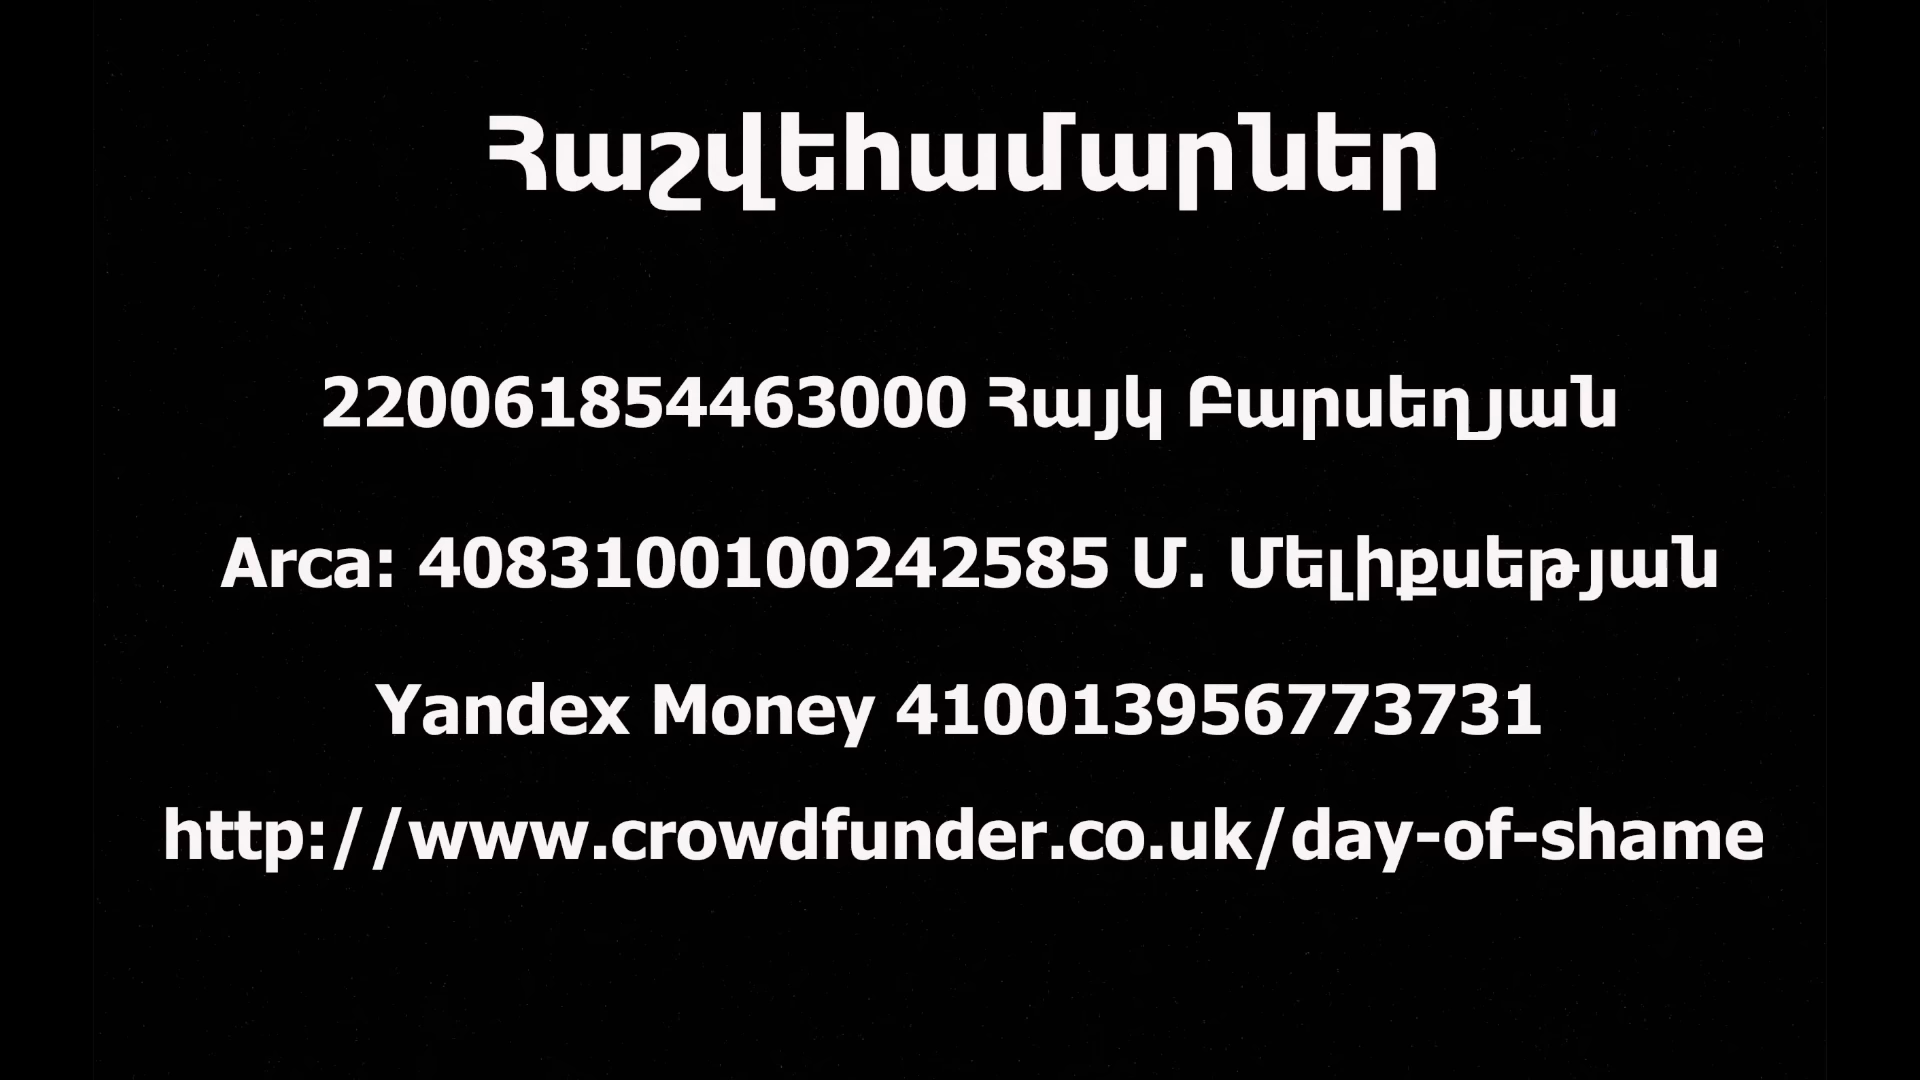 Հաշվեհամարներ
220061854463000 Հայկ Բարսեղյան
Arca: 4083100100242585 Մ. Մելիքսեթյան
Yandex Money 410013956773731
http://www.crowdfunder.co.uk/day-of-shame